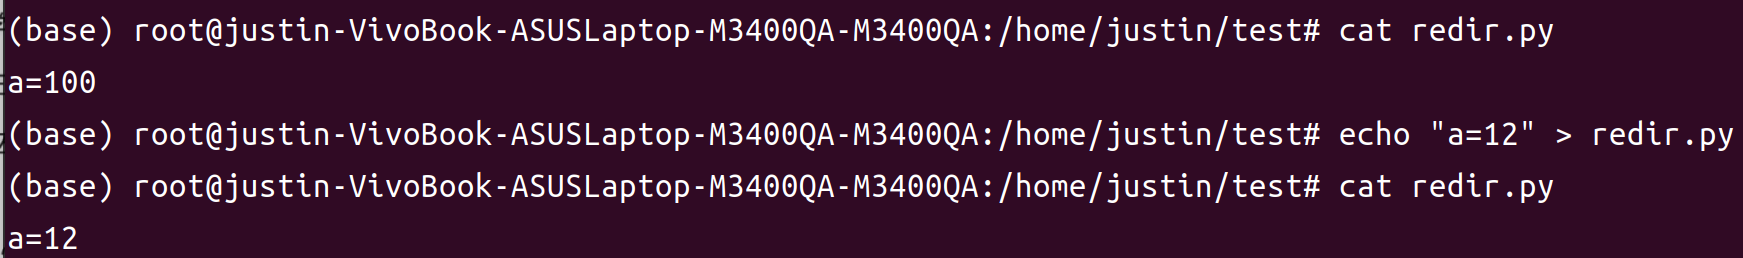 (base) root@justin-VivoBook-ASUSLaptop-M3400QA-M3400QA:/home/justin/test# cat redir.py
a=100
(base) root@justin-VivoBook-ASUSLaptop-M3400QA-M3400QA:/home/justin/test# echo "a=12" > redir.py
(base) root@justin-VivoBook-ASUSLaptop-M3400QA-M3400QA:/home/justin/test# cat redir.py
a=12